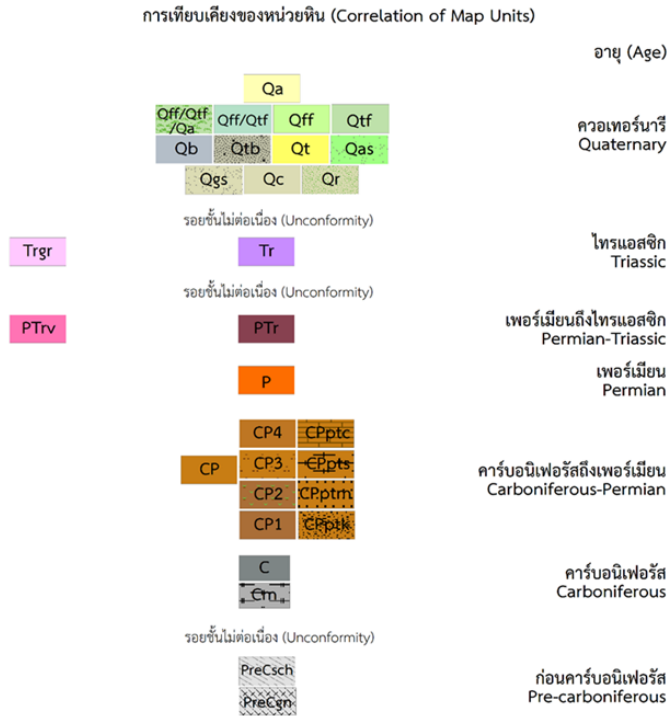 การเทียบเคียงของหน่วยหิน (Correlation of Map Units)
อายุ (Age)
Qa
Qff/Qtf Qff/Qtf Qff Qtf
/Qa
ควอเทอร์นารี
Qb Qtb Qt Qas
Quaternary
Qgs Qc Qr
รอยชั้นไม่ต่อเนื่อง (Unconformity)
Trgr Tr
ไทรแอสซิก
Triassic
รอยชั้นไม่ต่อเนื่อง (Unconformity)
PTrv PTr
เพอร์เมียนถึงไทรแอสซิก
Permian-Triassic
P
เพอร์เมียน
Permian
CP4 CPptc
CP CP3 CPpts
คาร์บอนิเฟอรัสถึงเพอร์เมียน
Carboniferous-Permian
CP2 CPptm
CP1 CPptk
C
คาร์บอนิเฟอรัส
Carboniferous
Cm
รอยชั้นไม่ต่อเนื่อง (Unconformity)
PreCsch
ก่อนคาร์บอนิเฟอรัส
Pre-carboniferous
PreCgn